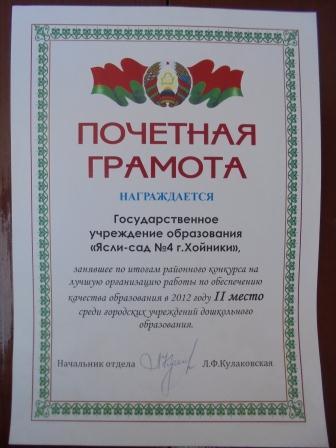 ПОЧЕТНАЯ
ГРАМОТА
НАГРАЖДАЕТСЯ
Государственное
учреждение образования
«Ясли-сад №4 г.Хойники»,
занявшее по итогам районного конкурса на
лучшую организацию работы по обеспечению
качества образования в 2012 году II место
среди городских учреждений дошкольного
образования.
Начальник отдела Л.Ф.Кулаковская